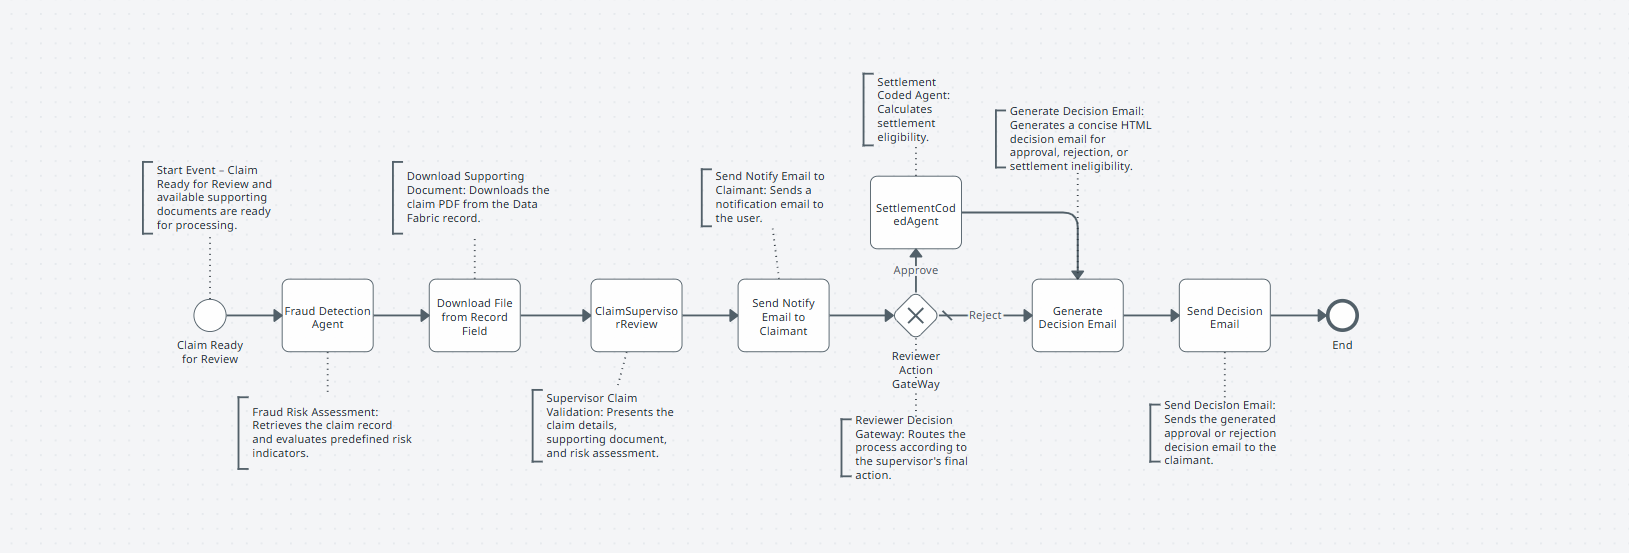 Settlement
Coded Agent:
Calculates
settlement
eligibility.
Generate Decision Email:
Generates a concise HTML
decision email for
approval, rejection, or
settlement ineligibility.
Start Event – Claim
Ready for Review and
available supporting
documents are ready
for processing.
Download Supporting
Document: Downloads the
claim PDF from the Data
Fabric record.
Send Notify Email to
Claimant: Sends a
notification email to
the user.
SettlementCod
edAgent
Approve
Claim Ready
for Review
Fraud Detection
Agent
Download File
from Record
Field
ClaimSuperviso
rReview
Send Notify
Email to
Claimant
Reviewer
Action
GateWay
Reject
Generate
Decision Email
Send Decision
Email
End
Fraud Risk Assessment:
Retrieves the claim record
and evaluates predefined risk
indicators.
Supervisor Claim
Validation: Presents the
claim details,
supporting document,
and risk assessment.
Reviewer Decision
Gateway: Routes the
process according to
the supervisor's final
action.
Send Decision Email:
Sends the generated
approval or rejection
decision email to the
claimant.